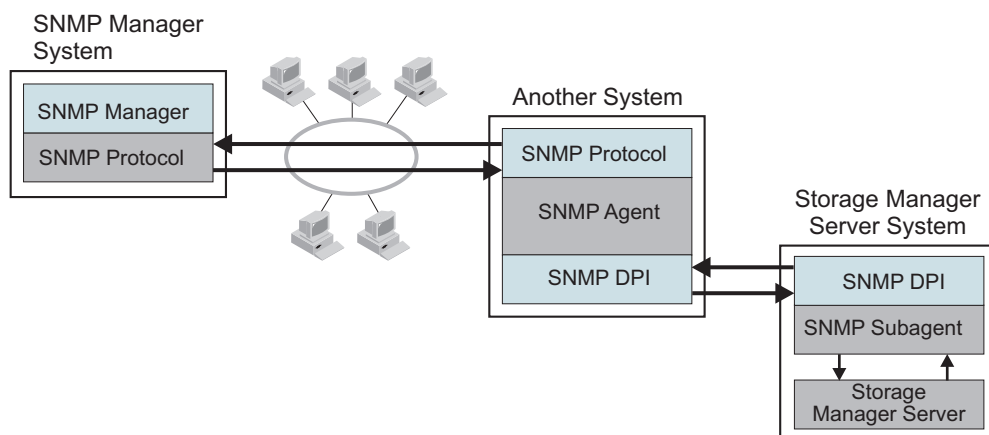 SNMP Manager
System
SNMP Manager
SNMP Protocol
Another System
SNMP Protocol
SNMP Agent
SNMP DPI
Storage Manager
Server System
SNMP DPI
SNMP Subagent
Storage
Manager Server